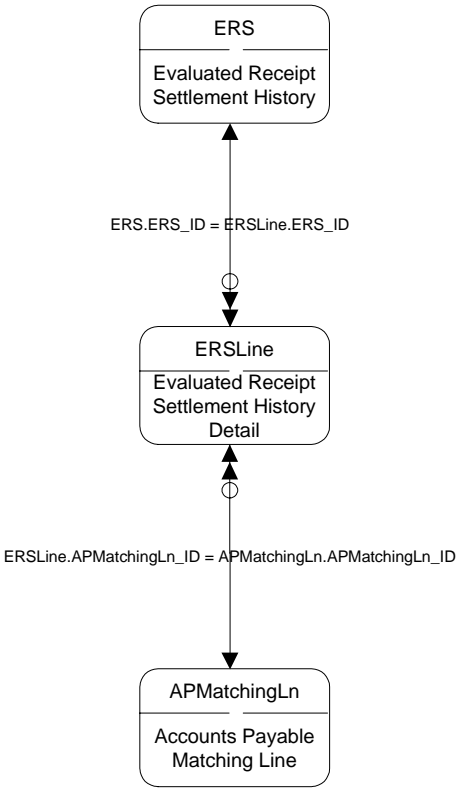 ERS
Evaluated Receipt
Settlement History
ERS.ERS_ID = ERSLine.ERS_ID
ERSLine
Evaluated Receipt
Settlement History
Detail
ERSLine.APMatchingLn_ID = APMatchingLn.APMatchingLn_ID
APMatchingLn
Accounts Payable
Matching Line